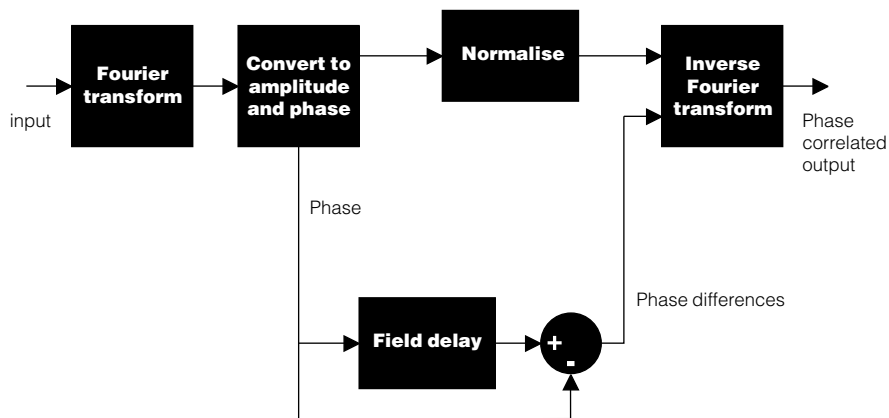 input
Fourier
transform
Convert to
amplitude
and phase
Normalise
Inverse
Fourier
transform
Phase
correlated
output
Phase
Phase differences
Field delay
+
-